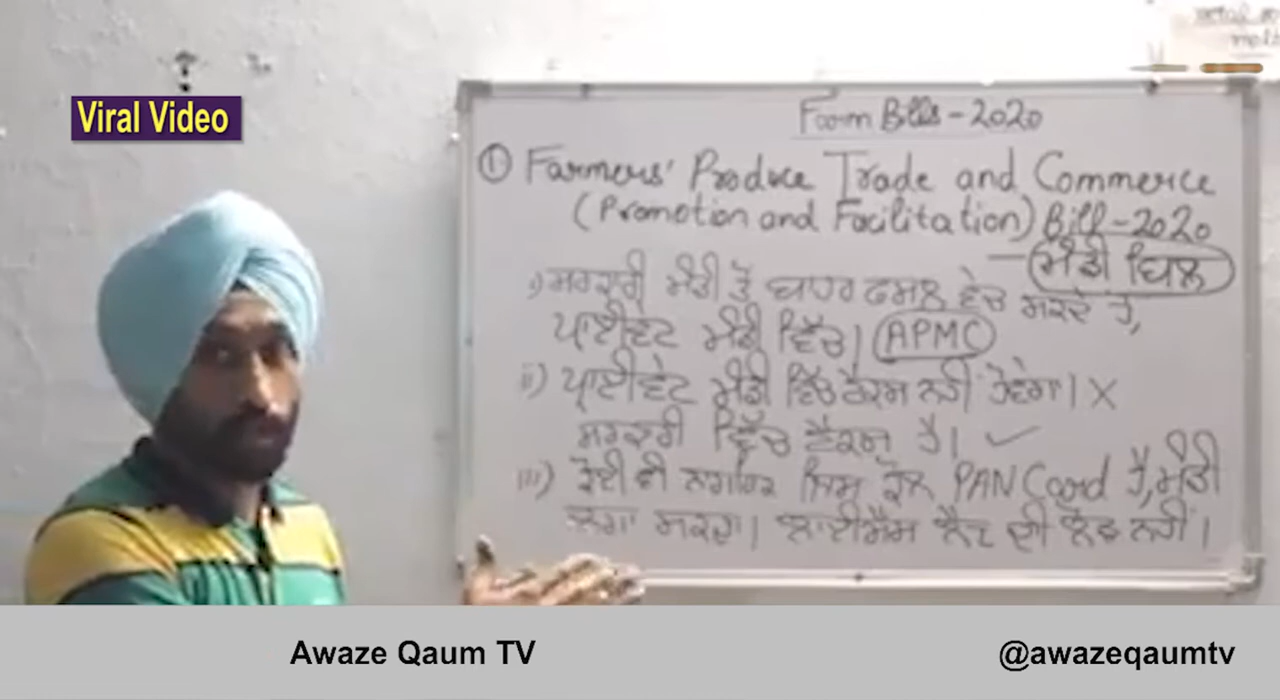 Viral Video
Farm Bills - 2020
① Farmers' Produce Trade and Commerce
(Promotion and Facilitation) Bill - 2020
— ਮੰਡੀ ਬਿਲ
i) ਸਰਕਾਰੀ ਮੰਡੀ ਤੋਂ ਬਾਹਰ ਫਸਲ ਵੇਚ ਸਕਦੇ ਹੈ,
ਪ੍ਰਾਈਵੇਟ ਮੰਡੀ ਵਿੱਚ। APMC
ii) ਪ੍ਰਾਈਵੇਟ ਮੰਡੀ ਵਿੱਚ ਟੈਕਸ ਨਹੀਂ ਹੋਵੇਗਾ। X
ਸਰਕਾਰੀ ਵਿੱਚ ਟੈਕਸ ਹੈ। ✓
iii) ਕੋਈ ਵੀ ਨਾਗਰਿਕ ਜਿਸ ਕੋਲ PAN Card ਹੈ, ਮੰਡੀ
ਲਗਾ ਸਕਦਾ। ਲਾਈਸੈਂਸ ਲੈਣ ਦੀ ਲੋੜ ਨਹੀਂ।
Awaze Qaum TV
@awazeqaumtv